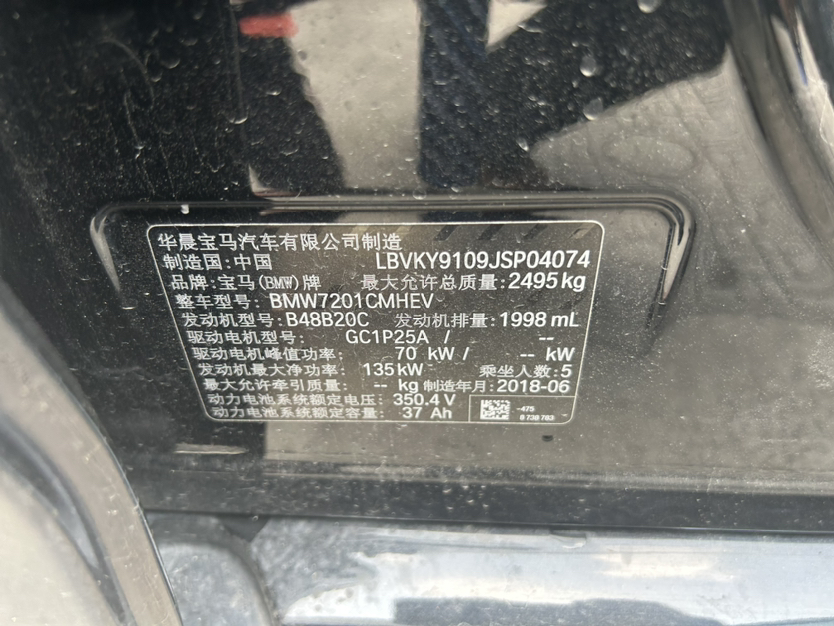 华晨宝马汽车有限公司制造
制造国:中国 LBVKY9109JSP04074
品牌:宝马(BMW)牌 最大允许总质量:2495kg
整车型号: BMW7201CMHEV
发动机型号:B48B20C 发动机排量:1998 mL
驱动电机型号: GC1P25A / --
驱动电机峰值功率: 70 kW / -- kW
发动机最大净功率: 135kW 乘坐人数:5
最大允许牵引质量: -- kg 制造年月:2018-06
动力电池系统额定电压: 350.4 V
动力电池系统额定容量: 37 Ah
-475